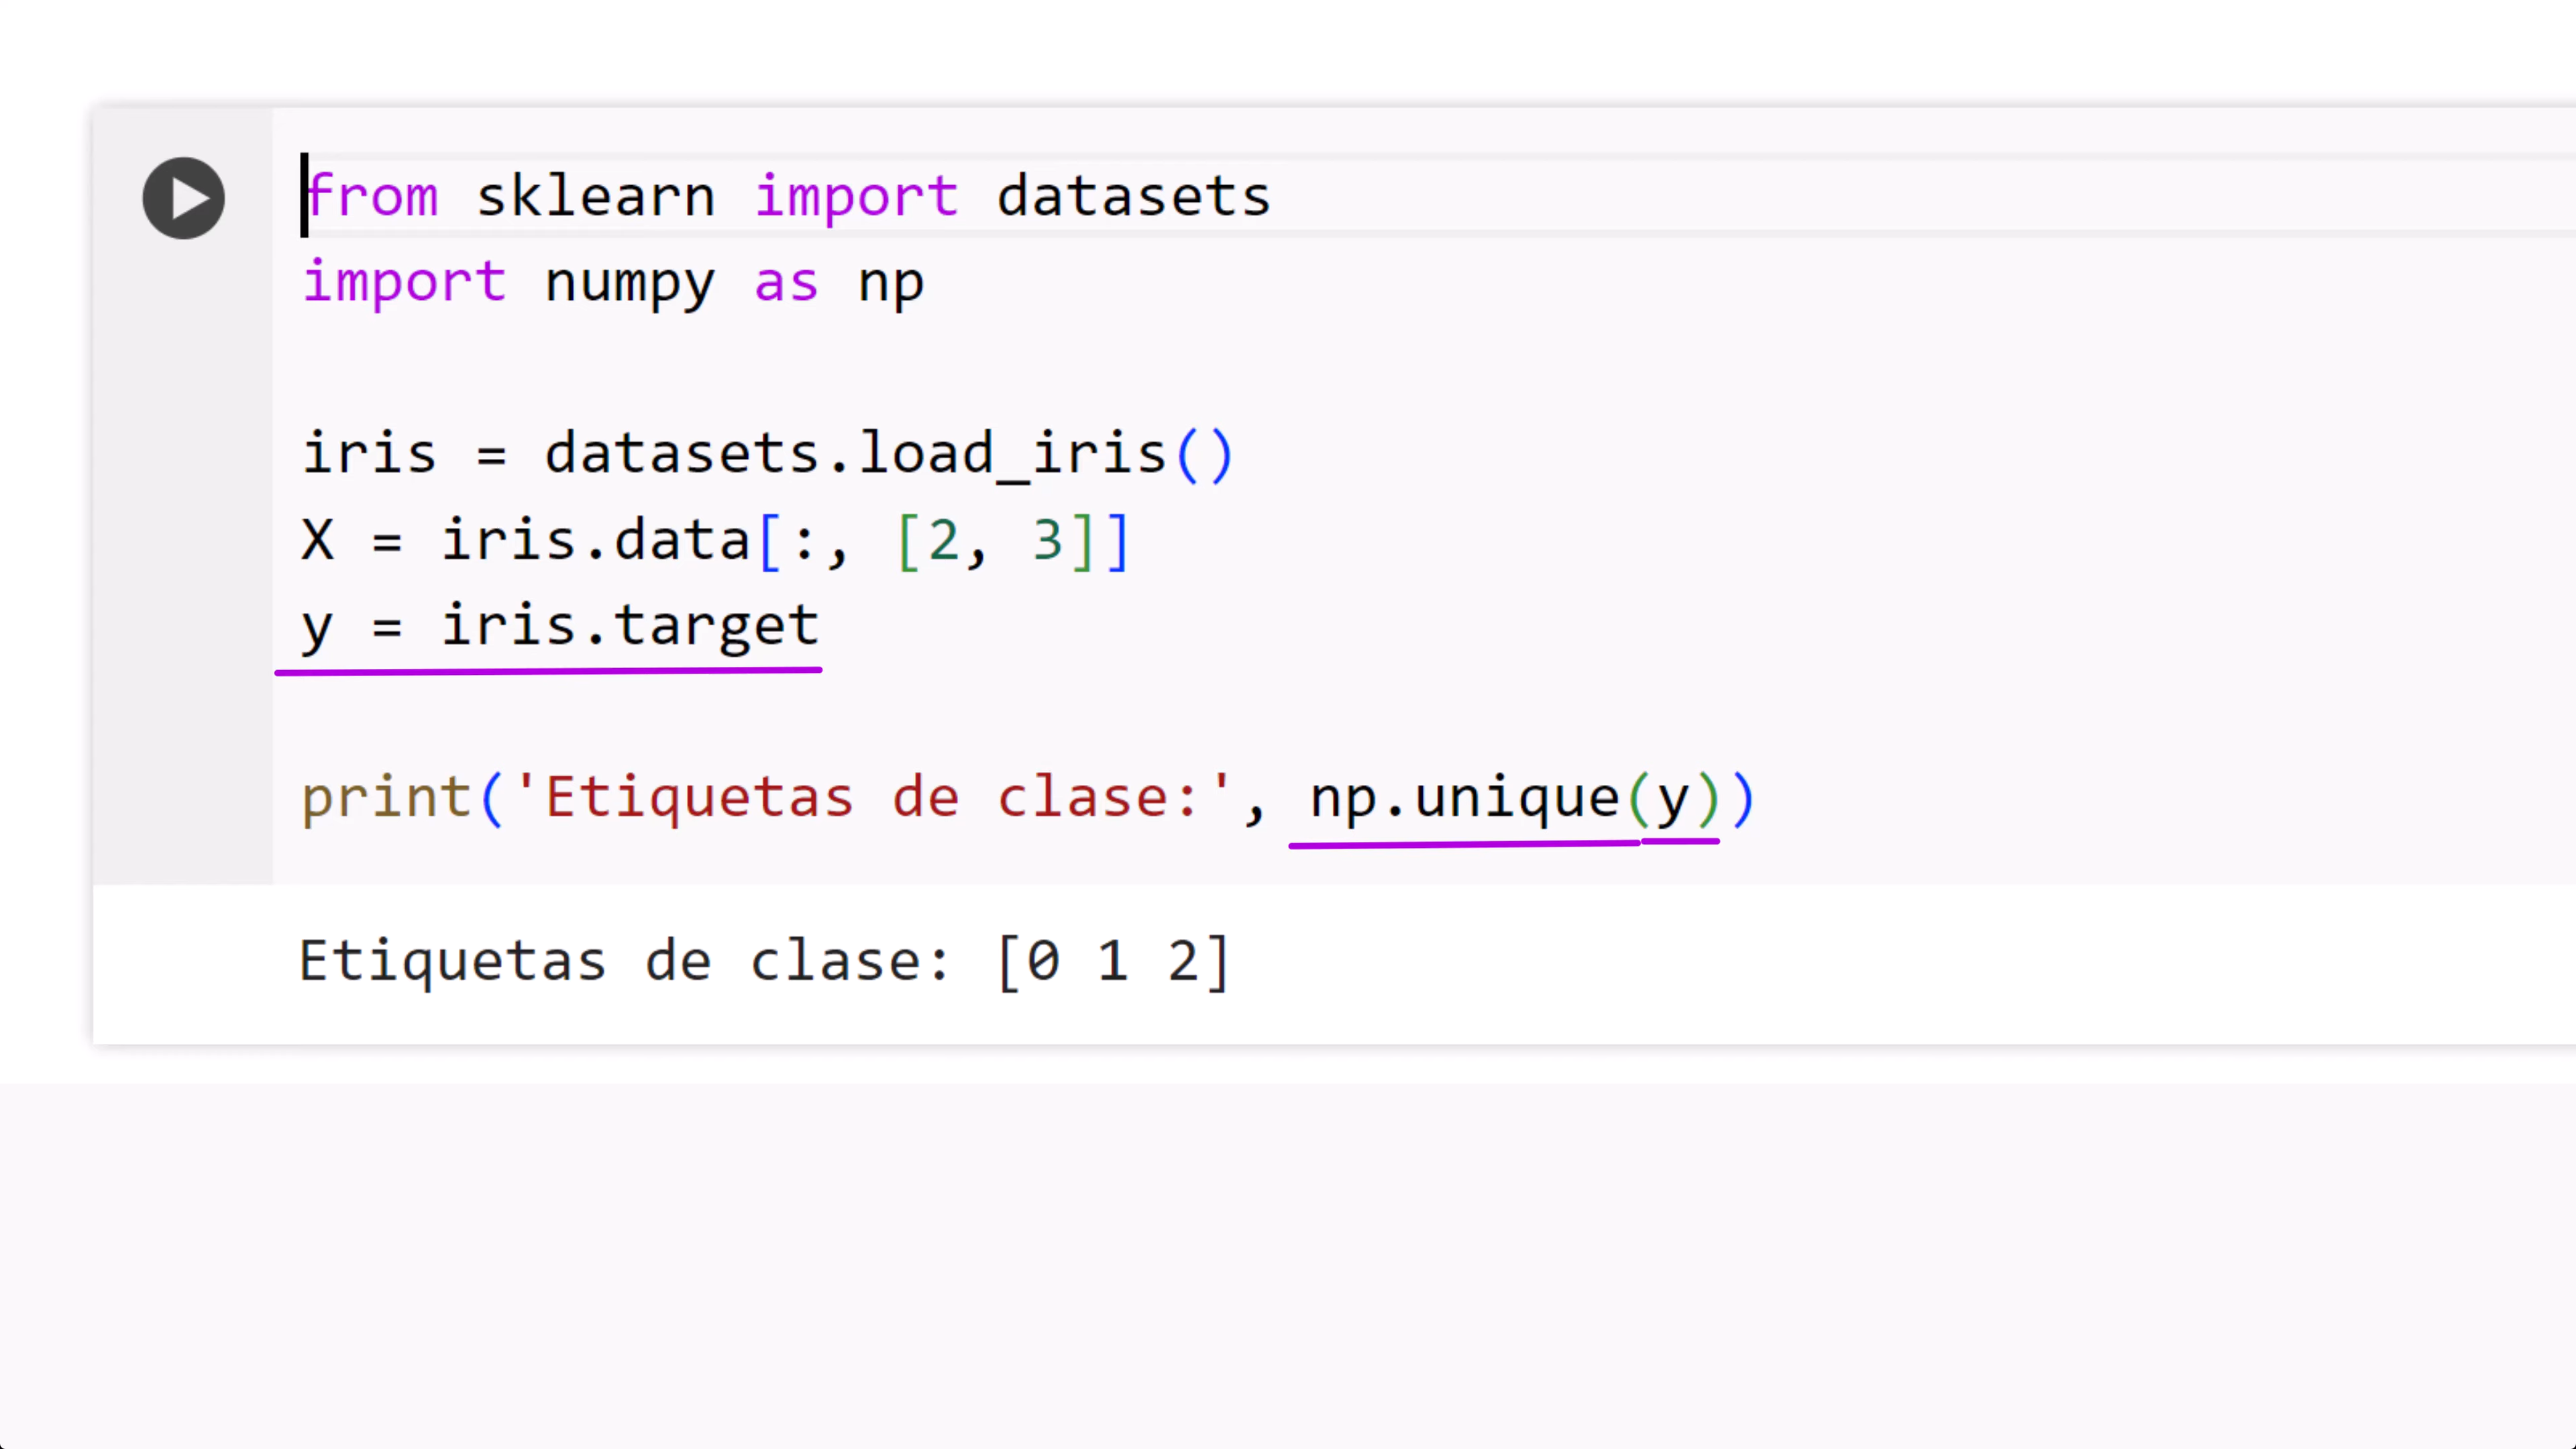 from sklearn import datasets
import numpy as np
iris = datasets.load_iris()
X = iris.data[:, [2, 3]]
y = iris.target
print('Etiquetas de clase:', np.unique(y))
Etiquetas de clase: [0 1 2]